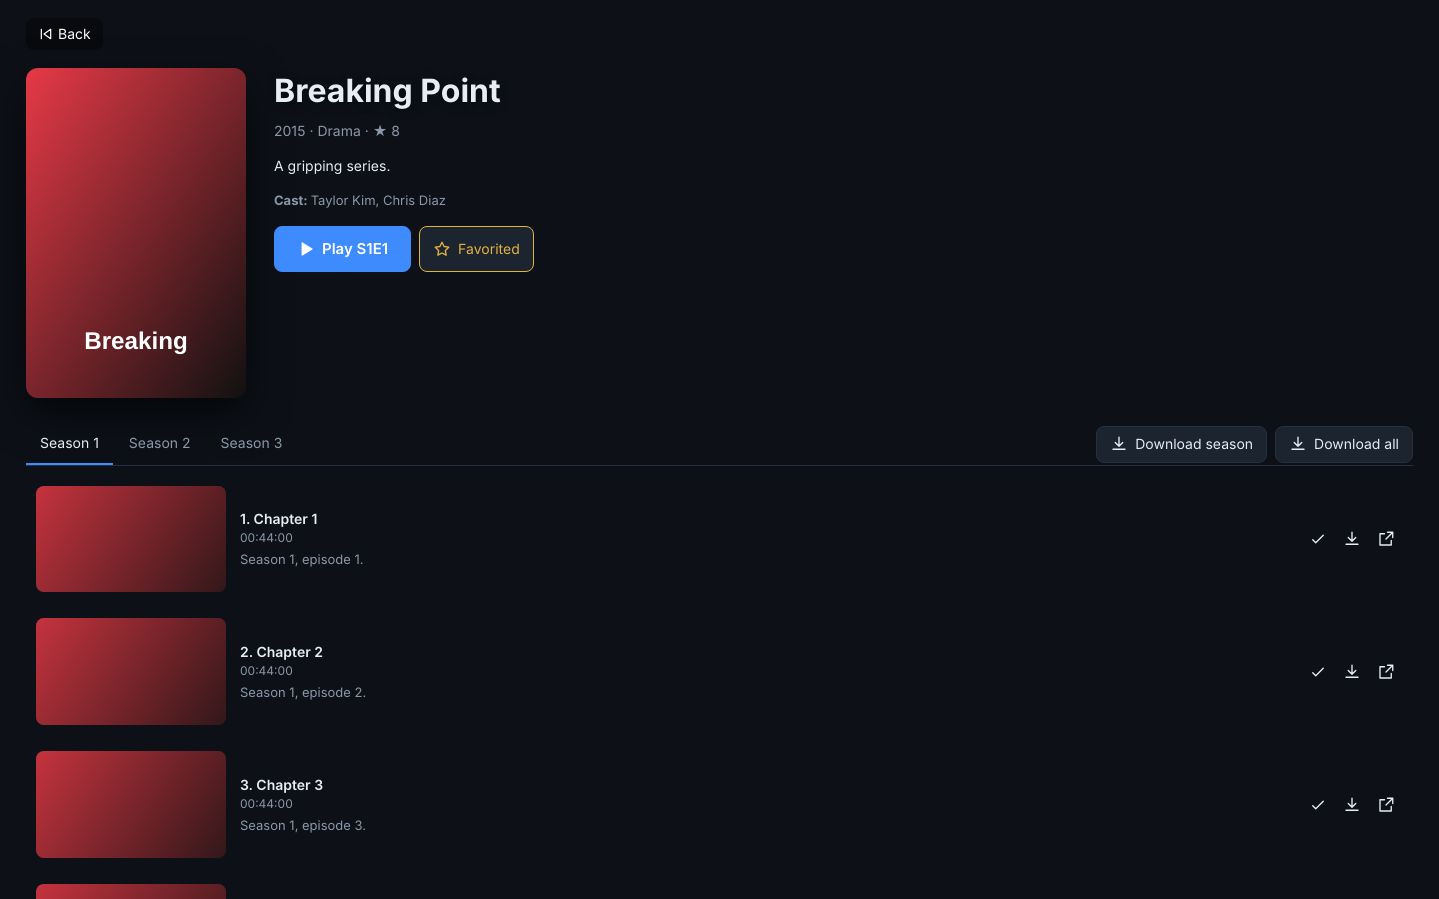 Back
Breaking Point
2015 · Drama · ★ 8
A gripping series.
Cast: Taylor Kim, Chris Diaz
Play S1E1
Favorited
Breaking
Season 1
Season 2
Season 3
Download season
Download all
1. Chapter 1
00:44:00
Season 1, episode 1.
2. Chapter 2
00:44:00
Season 1, episode 2.
3. Chapter 3
00:44:00
Season 1, episode 3.